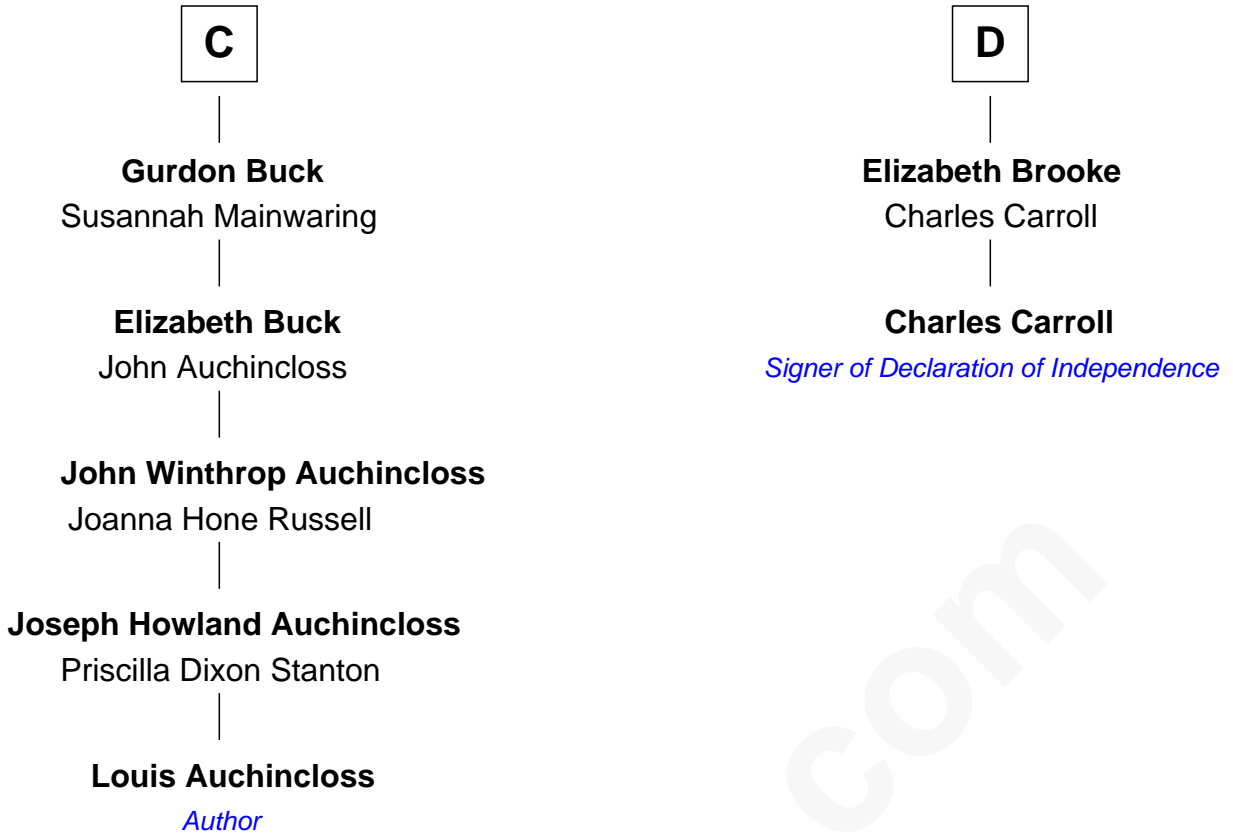 C
Gurdon Buck
Susannah Mainwaring
Elizabeth Buck
John Auchincloss
John Winthrop Auchincloss
Joanna Hone Russell
Joseph Howland Auchincloss
Priscilla Dixon Stanton
Louis Auchincloss
Author
D
Elizabeth Brooke
Charles Carroll
Charles Carroll
Signer of Declaration of Independence
com